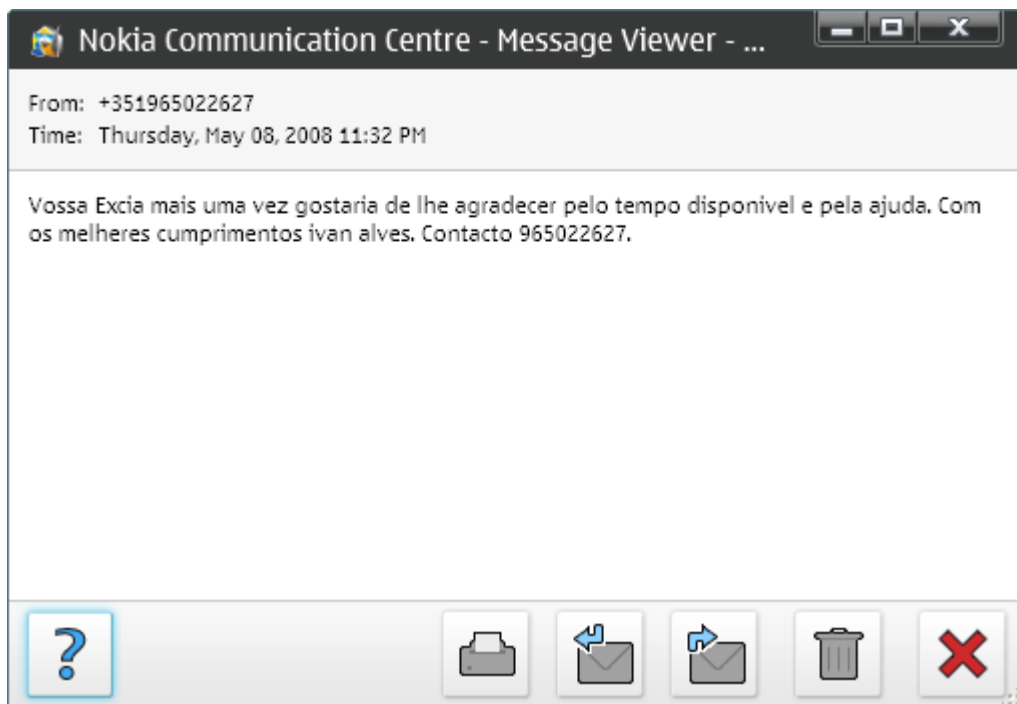 Nokia Communication Centre - Message Viewer - ...
From: +351965022627
Time: Thursday, May 08, 2008 11:32 PM
Vossa Excia mais uma vez gostaria de lhe agradecer pelo tempo disponivel e pela ajuda. Com
os melheres cumprimentos ivan alves. Contacto 965022627.